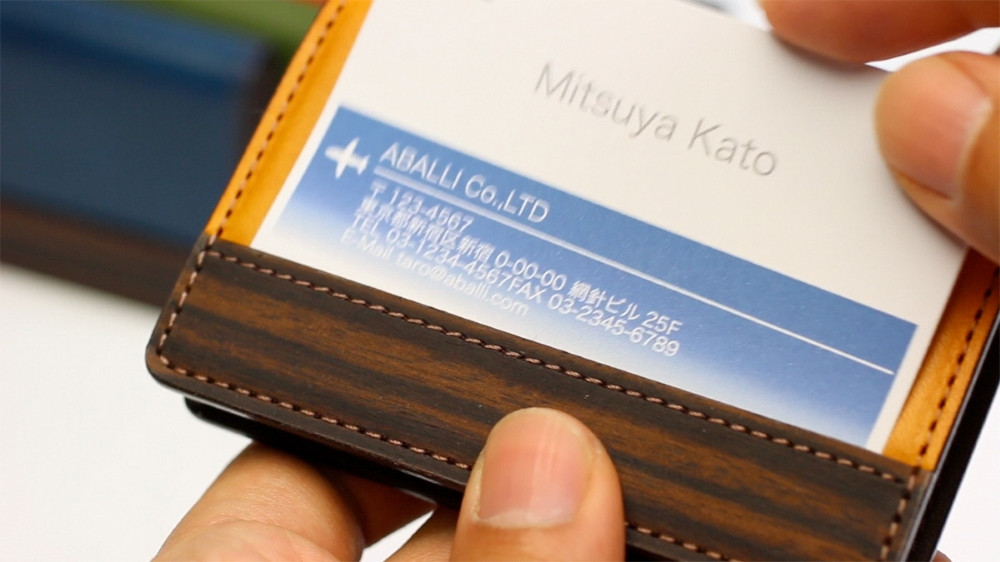 Mitsuya Kato
ABALLI Co.,LTD
〒123-4567
東京都新宿区新宿 0-00-00 網針ビル 25F
TEL 03-1234-4567FAX 03-2345-6789
E-Mail taro@aballi.com